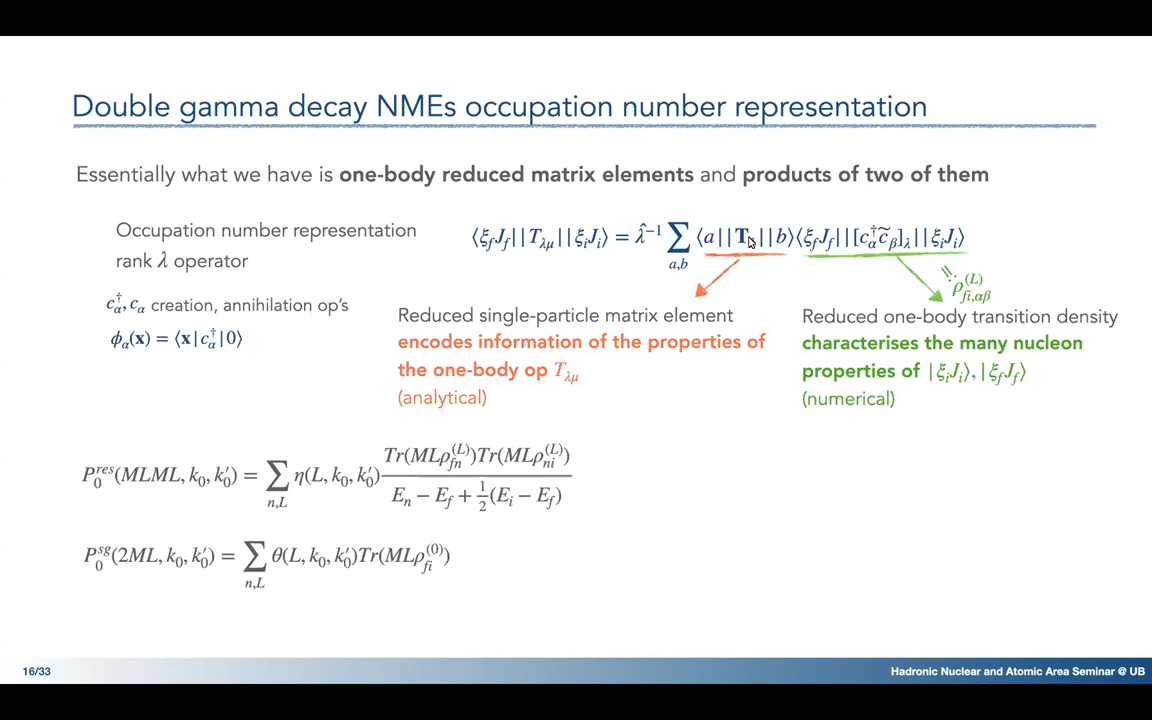 Double gamma decay NMEs occupation number representation
Essentially what we have is one-body reduced matrix elements and products of two of them
Occupation number representation
rank λ operator
⟨ξ_f J_f||T_{λμ}||ξ_i J_i⟩ = λ̂^{-1} ∑_{a,b} ⟨a||T_λ||b⟩⟨ξ_f J_f||[c_α^† c̃_β]_λ||ξ_i J_i⟩
c_α^†, c_α creation, annihilation op's
ϕ_α(x) = ⟨x|c_α^†|0⟩
Reduced single-particle matrix element
encodes information of the properties of
the one-body op T_{λμ}
(analytical)
=: ρ_{fi,αβ}^{(L)}
Reduced one-body transition density
characterises the many nucleon
properties of |ξ_i J_i⟩, |ξ_f J_f⟩
(numerical)
P_0^{res}(MLML, k_0, k_0′) = ∑_{n,L} η(L, k_0, k_0′) Tr(MLρ_{fn}^{(L)})Tr(MLρ_{ni}^{(L)}) / E_n − E_f + 1/2(E_i − E_f)
P_0^{sg}(2ML, k_0, k_0′) = ∑_{n,L} θ(L, k_0, k_0′)Tr(MLρ_{fi}^{(0)})
16/33
Hadronic Nuclear and Atomic Area Seminar @ UB